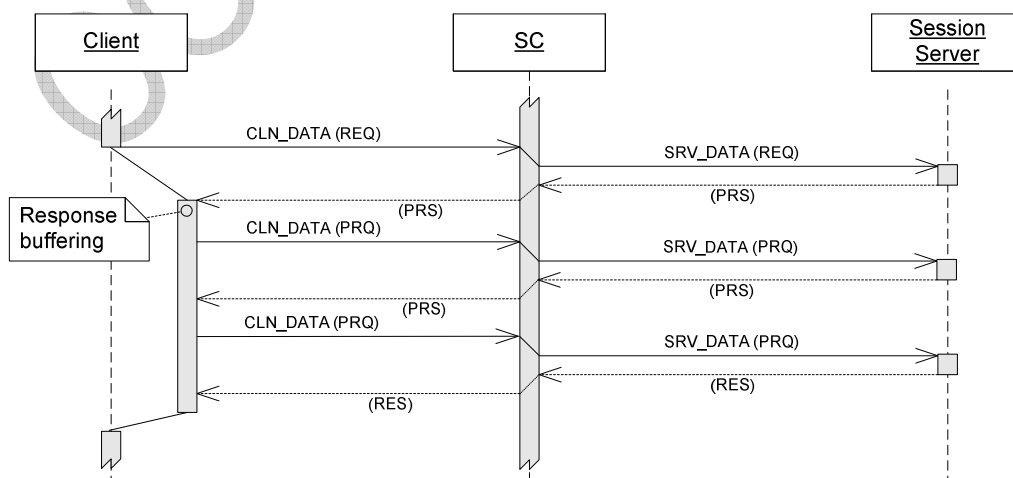 Client
SC
Session
Server
CLN_DATA (REQ)
SRV_DATA (REQ)
(PRS)
(PRS)
Response
buffering
CLN_DATA (PRQ)
SRV_DATA (PRQ)
(PRS)
(PRS)
CLN_DATA (PRQ)
SRV_DATA (PRQ)
(RES)
(RES)